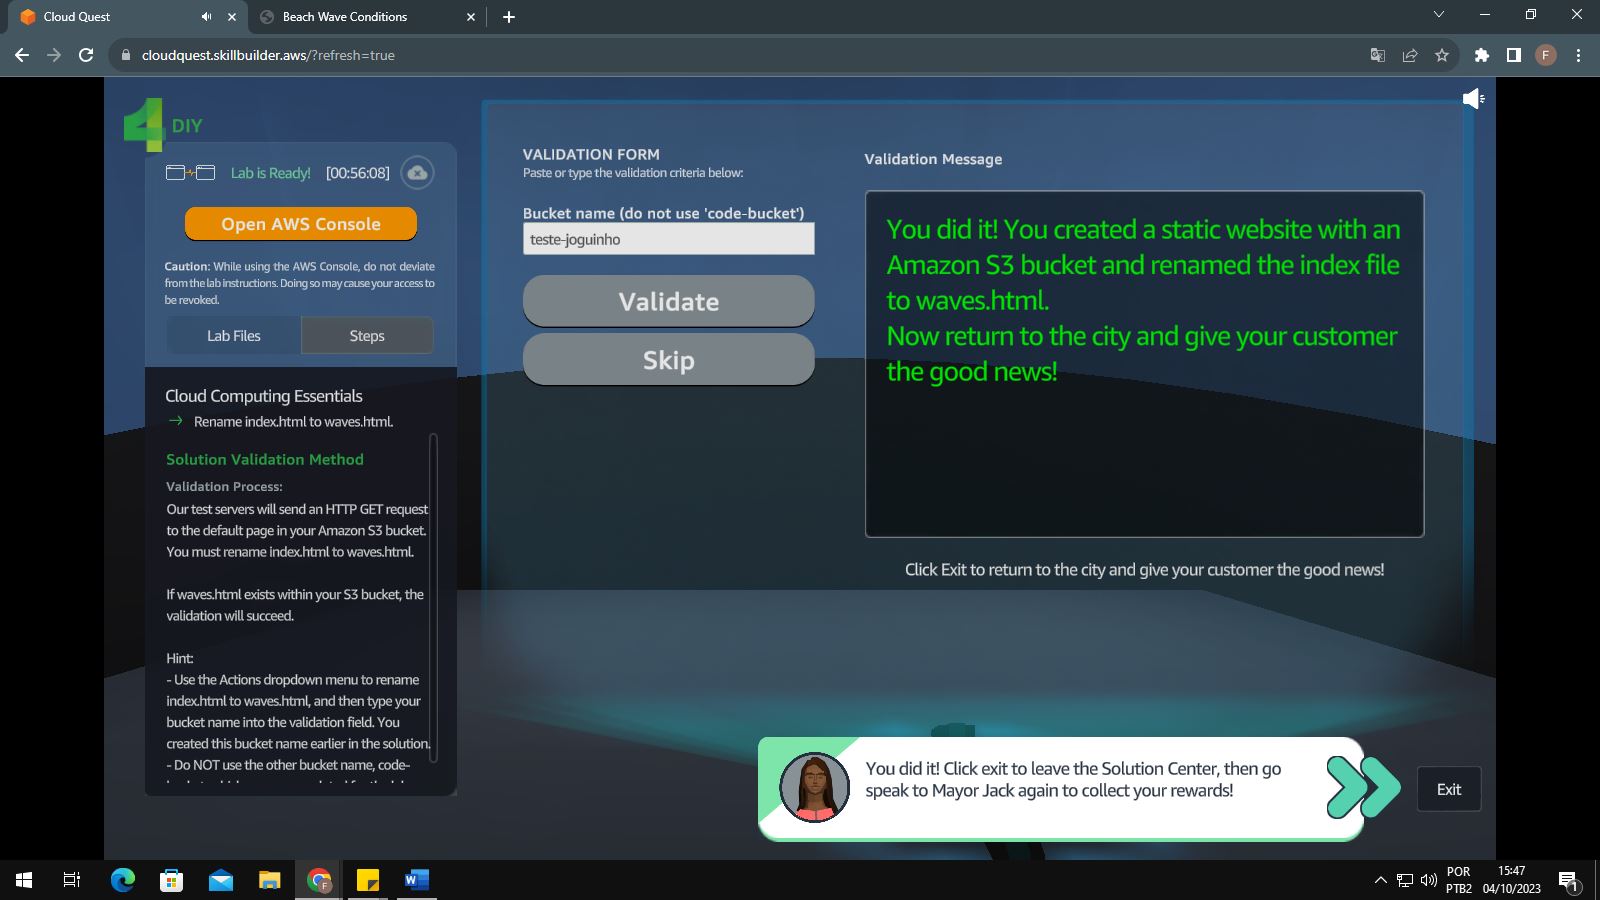 Cloud Quest
Beach Wave Conditions
cloudquest.skillbuilder.aws/?refresh=true
F
4 DIY
Lab is Ready! [00:56:08]
Open AWS Console
Caution: While using the AWS Console, do not deviate
from the lab instructions. Doing so may cause your access to
be revoked.
Lab Files
Steps
Cloud Computing Essentials
Rename index.html to waves.html.
Solution Validation Method
Validation Process:
Our test servers will send an HTTP GET request
to the default page in your Amazon S3 bucket.
You must rename index.html to waves.html.
If waves.html exists within your S3 bucket, the
validation will succeed.
Hint:
- Use the Actions dropdown menu to rename
index.html to waves.html, and then type your
bucket name into the validation field. You
created this bucket name earlier in the solution.
- Do NOT use the other bucket name, code-
VALIDATION FORM
Paste or type the validation criteria below:
Bucket name (do not use 'code-bucket')
teste-joguinho
Validate
Skip
Validation Message
You did it! You created a static website with an
Amazon S3 bucket and renamed the index file
to waves.html.
Now return to the city and give your customer
the good news!
Click Exit to return to the city and give your customer the good news!
You did it! Click exit to leave the Solution Center, then go
speak to Mayor Jack again to collect your rewards!
Exit
F
W
POR
PTB2
15:47
04/10/2023
1